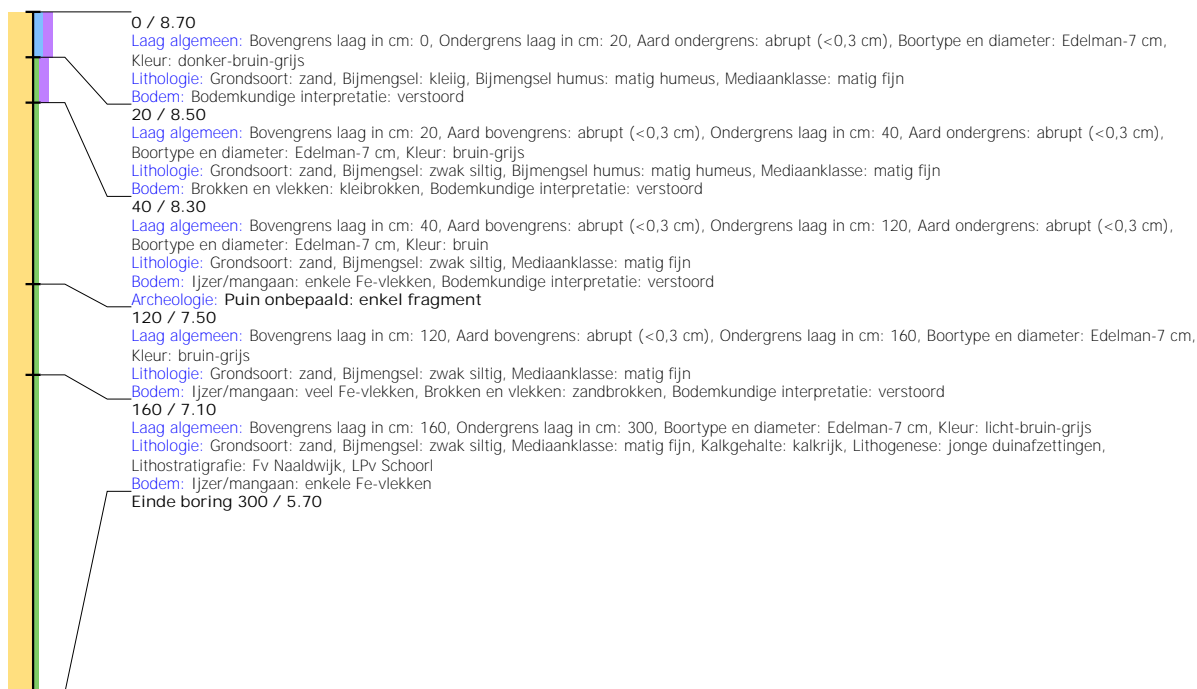 0 / 8.70
Laag algemeen: Bovengrens laag in cm: 0, Ondergrens laag in cm: 20, Aard ondergrens: abrupt (<0,3 cm), Boortype en diameter: Edelman-7 cm,
Kleur: donker-bruin-grijs
Lithologie: Grondsoort: zand, Bijmengsel: kleiig, Bijmengsel humus: matig humeus, Mediaanklasse: matig fijn
Bodem: Bodemkundige interpretatie: verstoord
20 / 8.50
Laag algemeen: Bovengrens laag in cm: 20, Aard bovengrens: abrupt (<0,3 cm), Ondergrens laag in cm: 40, Aard ondergrens: abrupt (<0,3 cm),
Boortype en diameter: Edelman-7 cm, Kleur: bruin-grijs
Lithologie: Grondsoort: zand, Bijmengsel: zwak siltig, Bijmengsel humus: matig humeus, Mediaanklasse: matig fijn
Bodem: Brokken en vlekken: kleibrokken, Bodemkundige interpretatie: verstoord
40 / 8.30
Laag algemeen: Bovengrens laag in cm: 40, Aard bovengrens: abrupt (<0,3 cm), Ondergrens laag in cm: 120, Aard ondergrens: abrupt (<0,3 cm),
Boortype en diameter: Edelman-7 cm, Kleur: bruin
Lithologie: Grondsoort: zand, Bijmengsel: zwak siltig, Mediaanklasse: matig fijn
Bodem: Ijzer/mangaan: enkele Fe-vlekken, Bodemkundige interpretatie: verstoord
Archeologie: Puin onbepaald: enkel fragment
120 / 7.50
Laag algemeen: Bovengrens laag in cm: 120, Aard bovengrens: abrupt (<0,3 cm), Ondergrens laag in cm: 160, Boortype en diameter: Edelman-7 cm,
Kleur: bruin-grijs
Lithologie: Grondsoort: zand, Bijmengsel: zwak siltig, Mediaanklasse: matig fijn
Bodem: Ijzer/mangaan: veel Fe-vlekken, Brokken en vlekken: zandbrokken, Bodemkundige interpretatie: verstoord
160 / 7.10
Laag algemeen: Bovengrens laag in cm: 160, Ondergrens laag in cm: 300, Boortype en diameter: Edelman-7 cm, Kleur: licht-bruin-grijs
Lithologie: Grondsoort: zand, Bijmengsel: zwak siltig, Mediaanklasse: matig fijn, Kalkgehalte: kalkrijk, Lithogenese: jonge duinafzettingen,
Lithostratigrafie: Fv Naaldwijk, LPv Schoorl
Bodem: Ijzer/mangaan: enkele Fe-vlekken
Einde boring 300 / 5.70